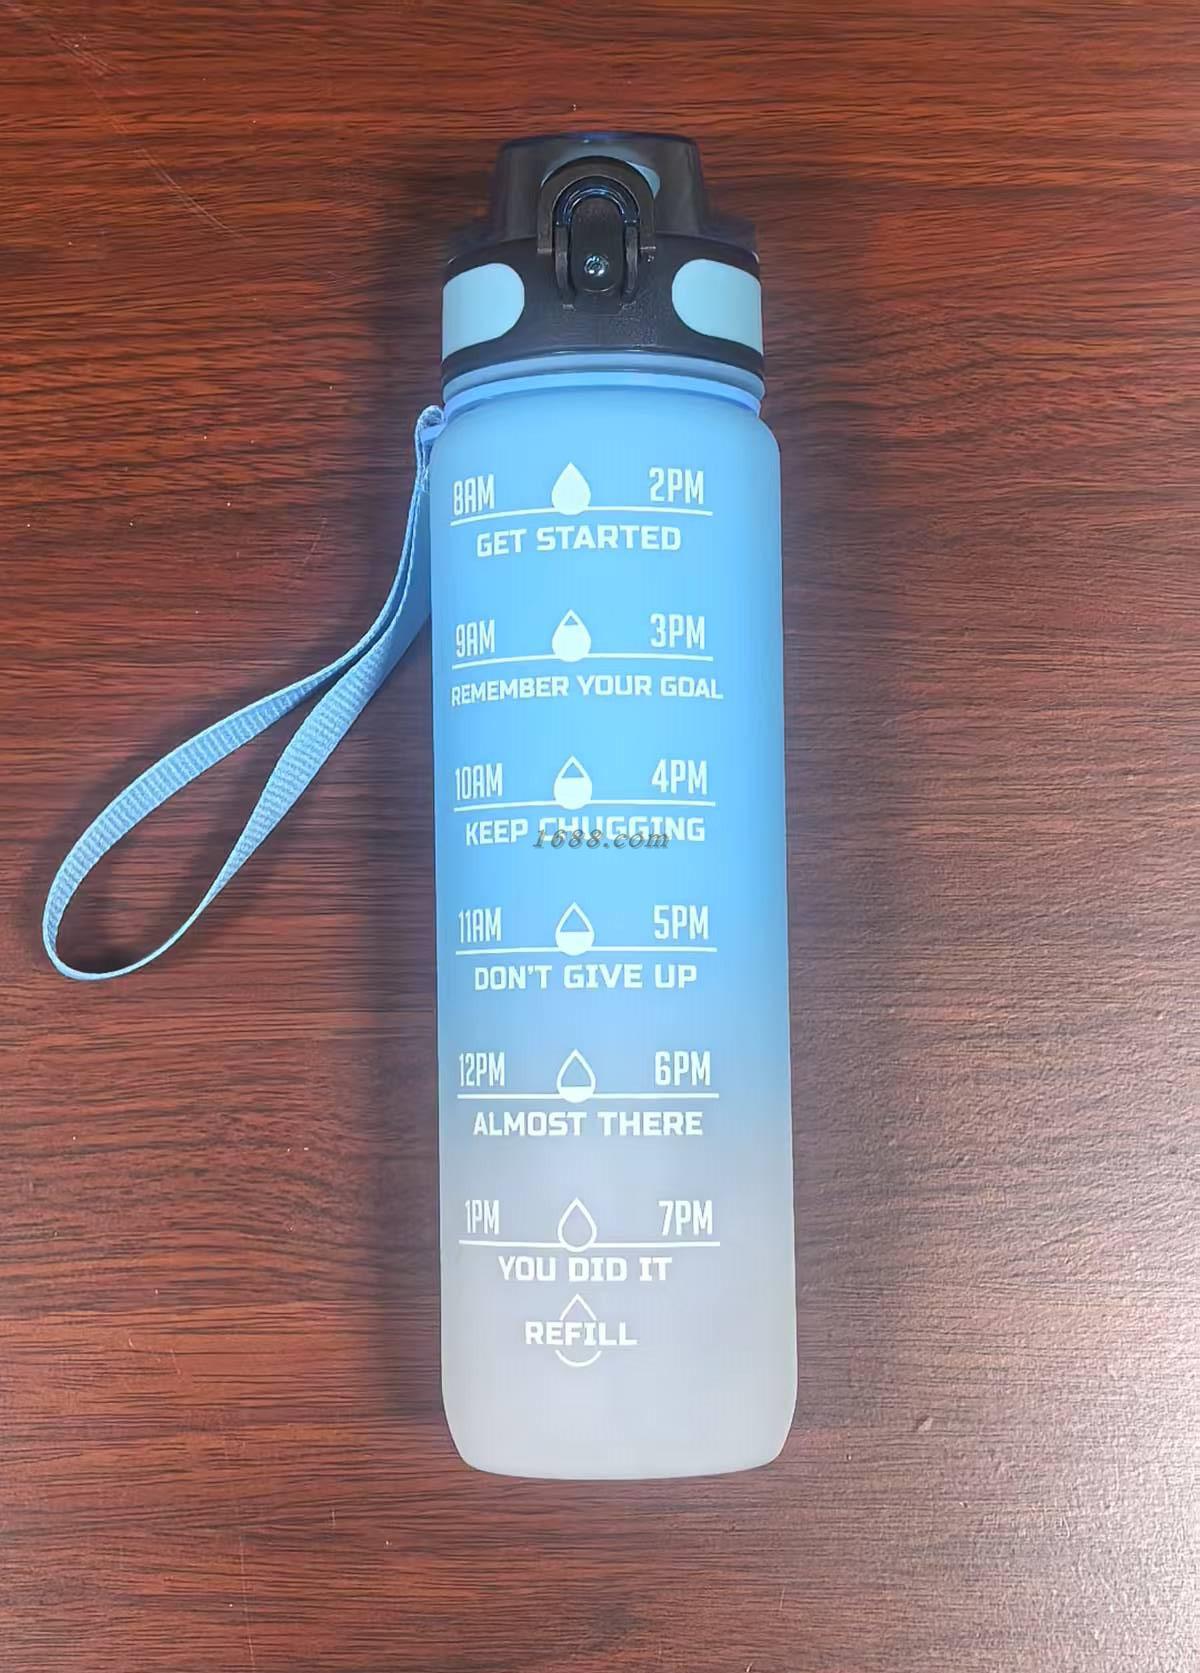 8AM 2PM
GET STARTED
9AM 3PM
REMEMBER YOUR GOAL
10AM 4PM
KEEP CHUGGING
1688.com
11AM 5PM
DON'T GIVE UP
12PM 6PM
ALMOST THERE
1PM 7PM
YOU DID IT
REFILL